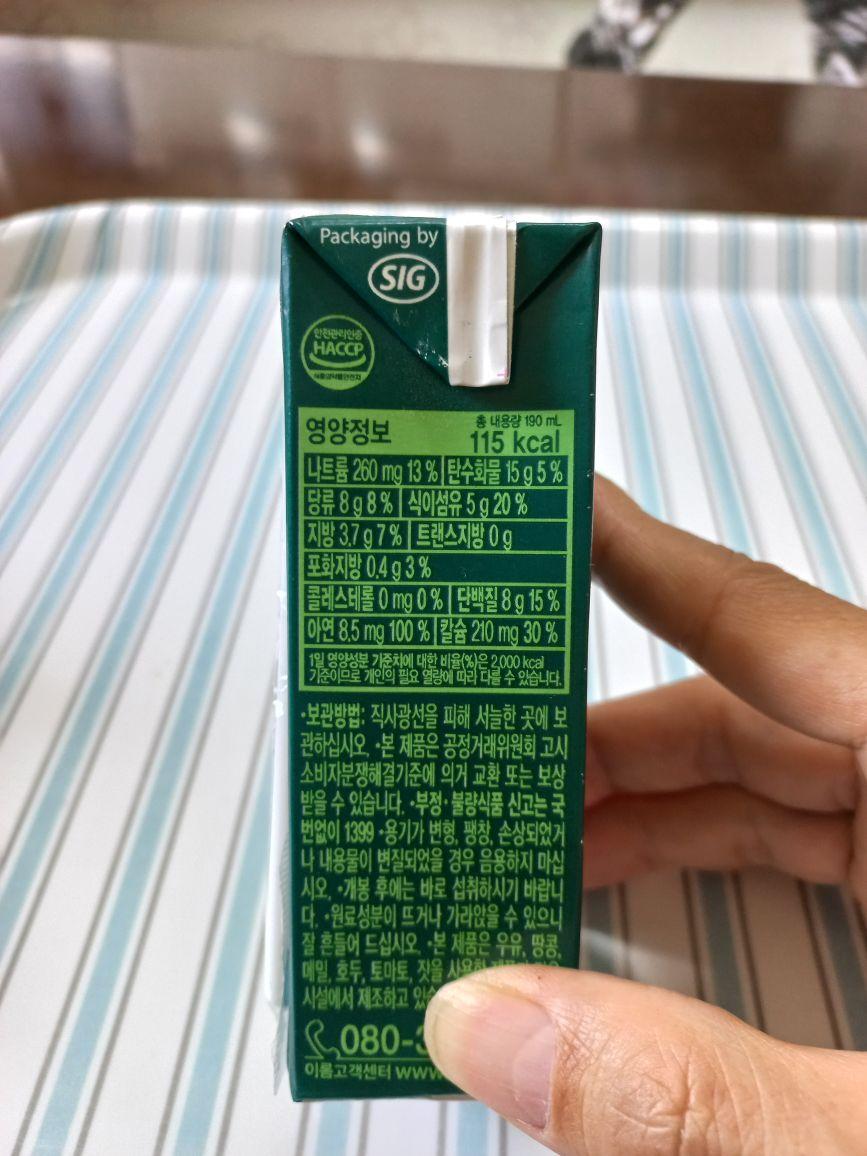 Packaging by
SIG
안전관리인증
HACCP
식품의약품안전처
영양정보
총 내용량 190 mL
115 kcal
나트륨 260 mg 13 % 탄수화물 15 g 5 %
당류 8 g 8 % 식이섬유 5 g 20 %
지방 3.7 g 7 % 트랜스지방 0 g
포화지방 0.4 g 3 %
콜레스테롤 0 mg 0 % 단백질 8 g 15 %
아연 8.5 mg 100 % 칼슘 210 mg 30 %
1일 영양성분 기준치에 대한 비율(%)은 2,000 kcal
기준이므로 개인의 필요 열량에 따라 다를 수 있습니다.
•보관방법: 직사광선을 피해 서늘한 곳에 보
관하십시오. •본 제품은 공정거래위원회 고시
소비자분쟁해결기준에 의거 교환 또는 보상
받을 수 있습니다. •부정·불량식품 신고는 국
번없이 1399 •용기가 변형, 팽창, 손상되었거
나 내용물이 변질되었을 경우 음용하지 마십
시오. •개봉 후에는 바로 섭취하시기 바랍니
다. •원료성분이 뜨거나 가라앉을 수 있으니
잘 흔들어 드십시오. •본 제품은 우유, 땅콩,
메밀, 호두, 토마토, 잣을 사용한
시설에서 제조하고
080-3
이롬고객센터 www